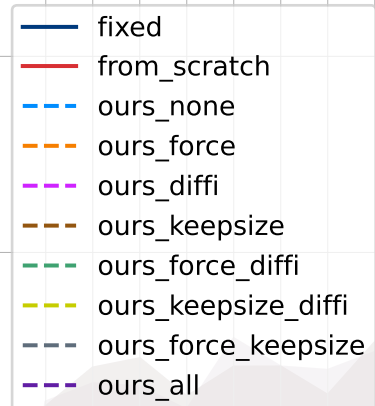 fixed
from_scratch
ours_none
ours_force
ours_diffi
ours_keepsize
ours_force_diffi
ours_keepsize_diffi
ours_force_keepsize
ours_all